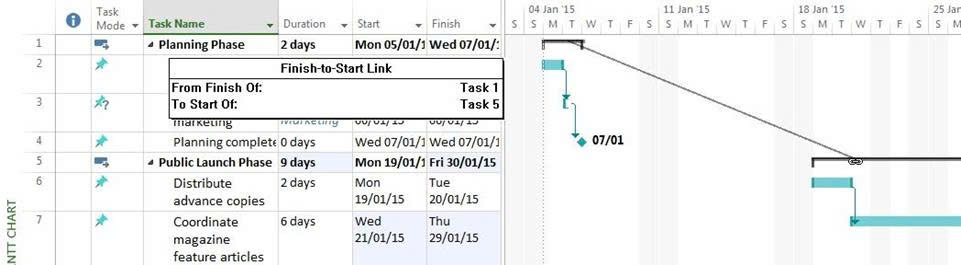 Task Mode Task Name Duration Start Finish
04 Jan '15 11 Jan '15 18 Jan '15 25 Jan
S S M T W T F S S M T W T F S S M T W T F S S M
1 Planning Phase 2 days Mon 05/01/1 Wed 07/01/1
2
Finish-to-Start Link
From Finish Of: Task 1
To Start Of: Task 5
3
marketing
4 Planning complete 0 days Wed 07/01/1 Wed 07/01/1
07/01
5 Public Launch Phase 9 days Mon 19/01/1 Fri 30/01/15
6 Distribute advance copies 2 days Mon 19/01/15 Tue 20/01/15
7 Coordinate magazine feature articles 6 days Wed 21/01/15 Thu 29/01/15
NTT CHART